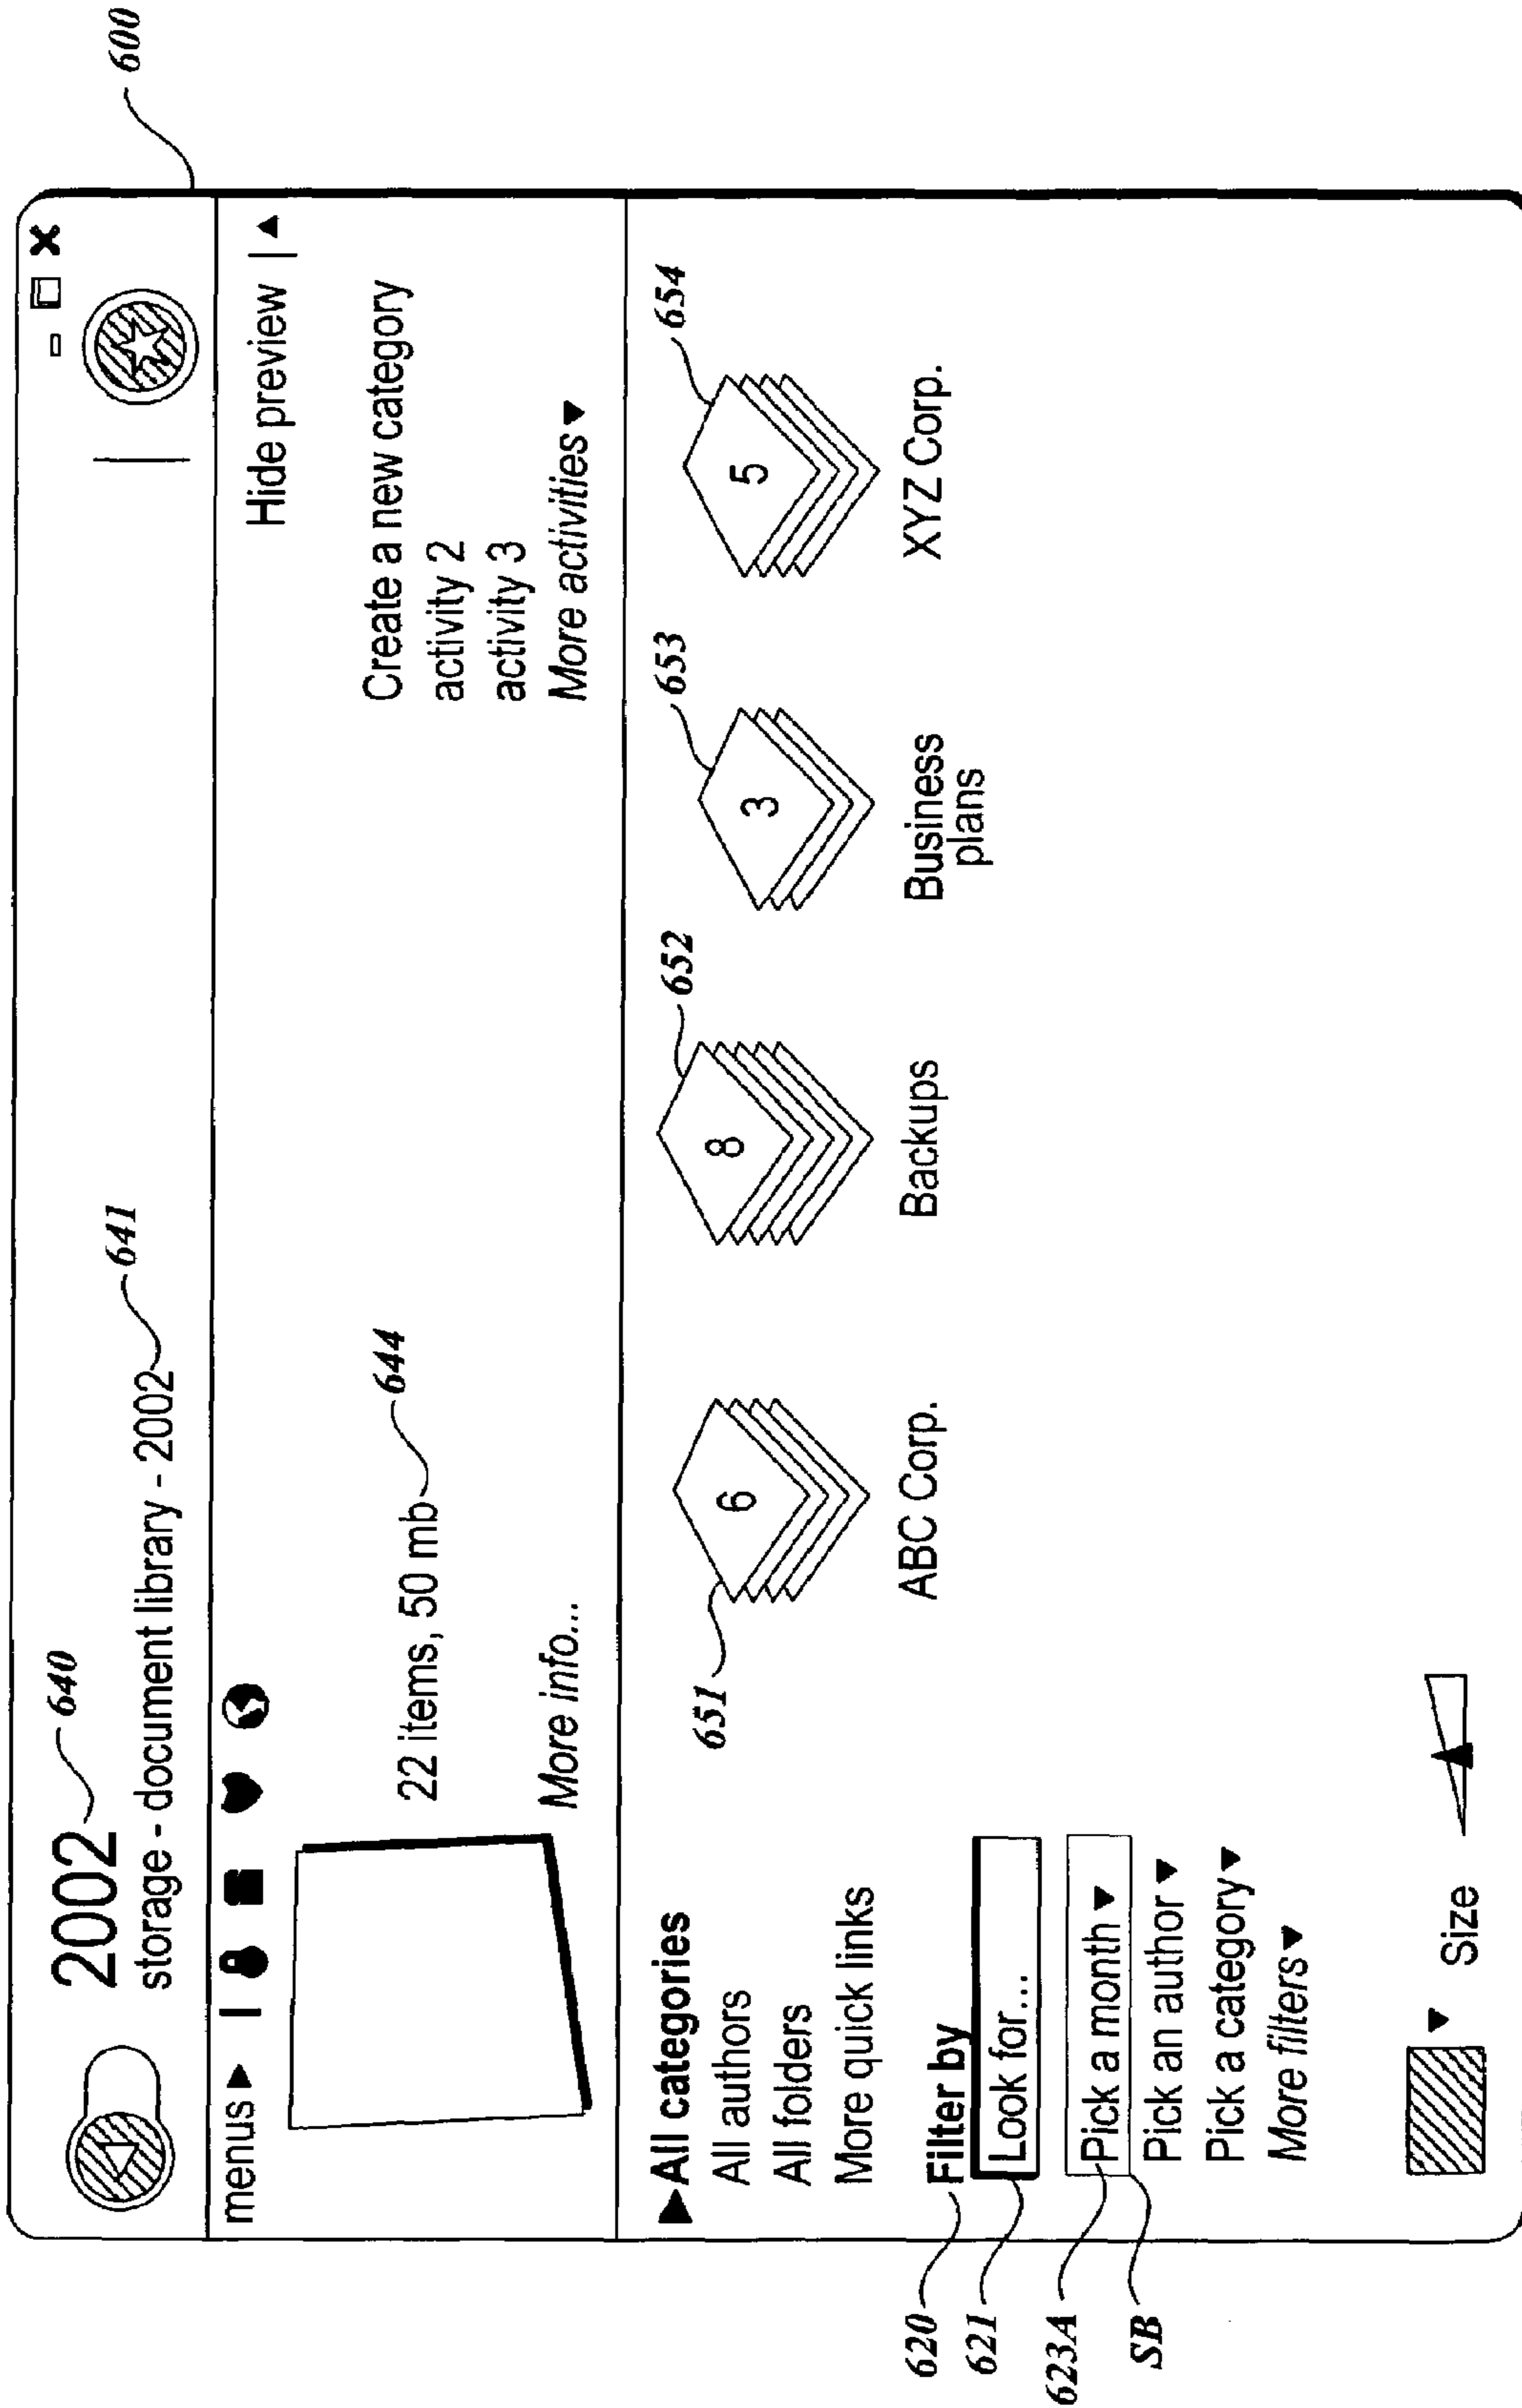 600
2002
640
storage - document library - 2002
641
menus
Hide preview
22 items, 50 mb
644
More info...
Create a new category
activity 2
activity 3
More activities
All categories
All authors
All folders
More quick links
620
Filter by
621
Look for...
623A
Pick a month
SB
Pick an author
Pick a category
More filters
Size
651
6
ABC Corp.
652
8
Backups
653
3
Business
plans
654
5
XYZ Corp.